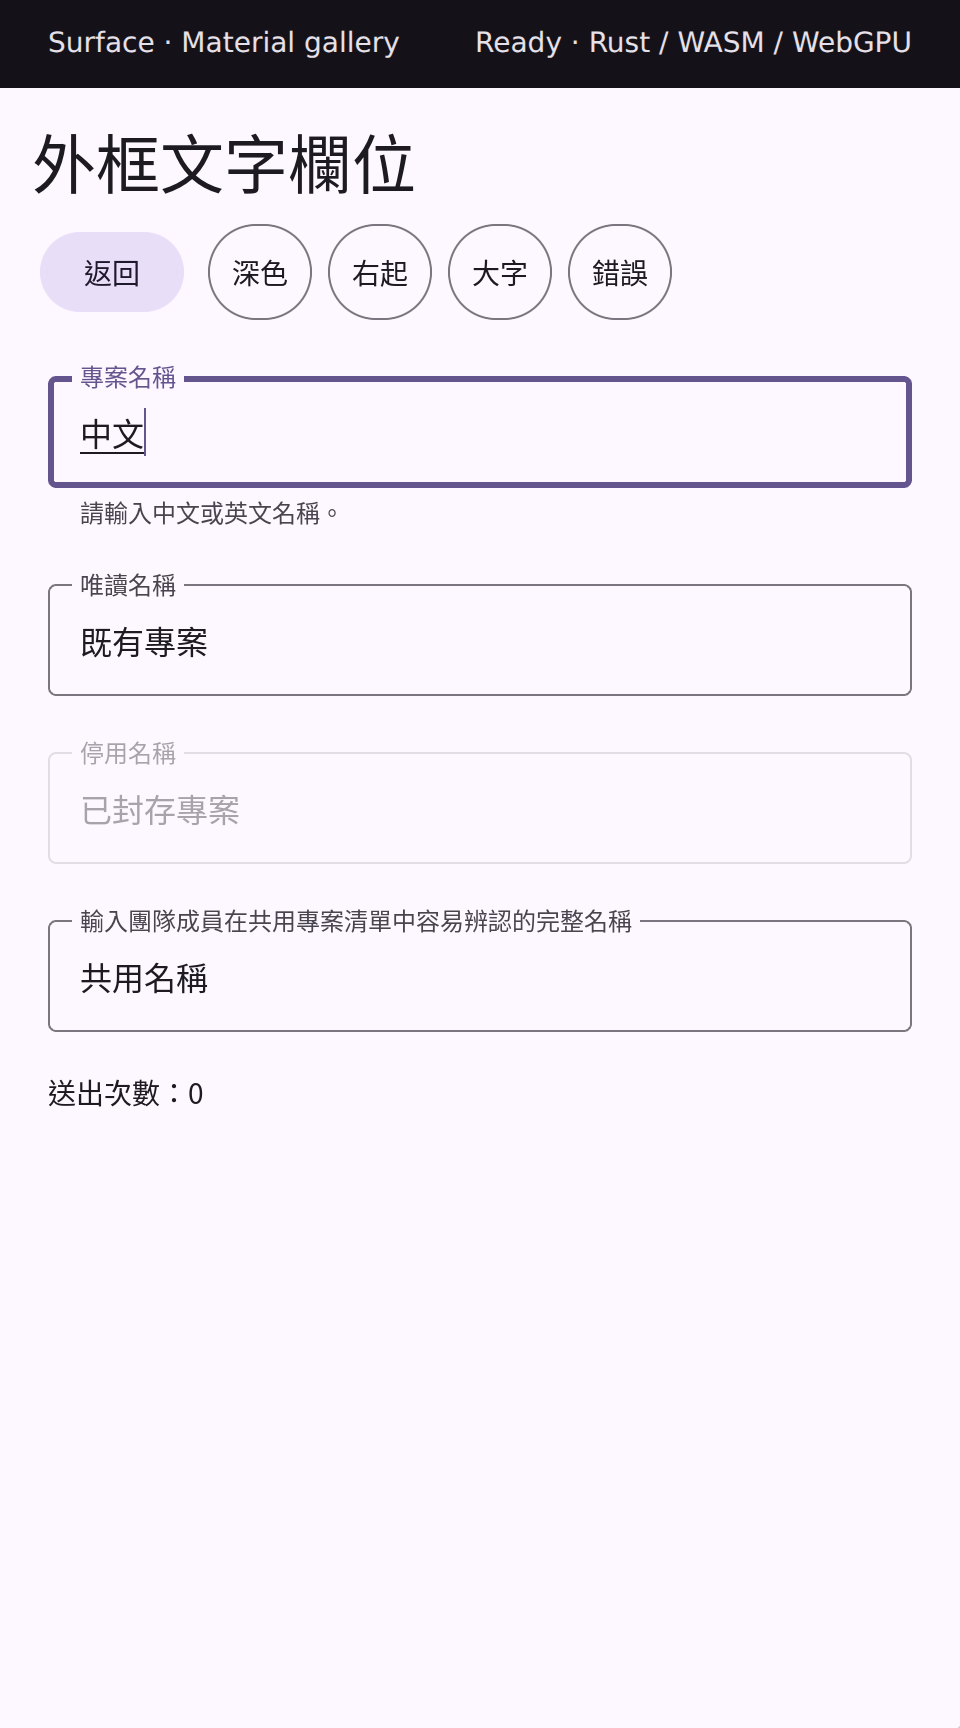 Surface · Material gallery Ready · Rust / WASM / WebGPU
外框文字欄位
返回 深色 右起 大字 錯誤
專案名稱
中文
請輸入中文或英文名稱。
唯讀名稱
既有專案
停用名稱
已封存專案
輸入團隊成員在共用專案清單中容易辨認的完整名稱
共用名稱
送出次數：0